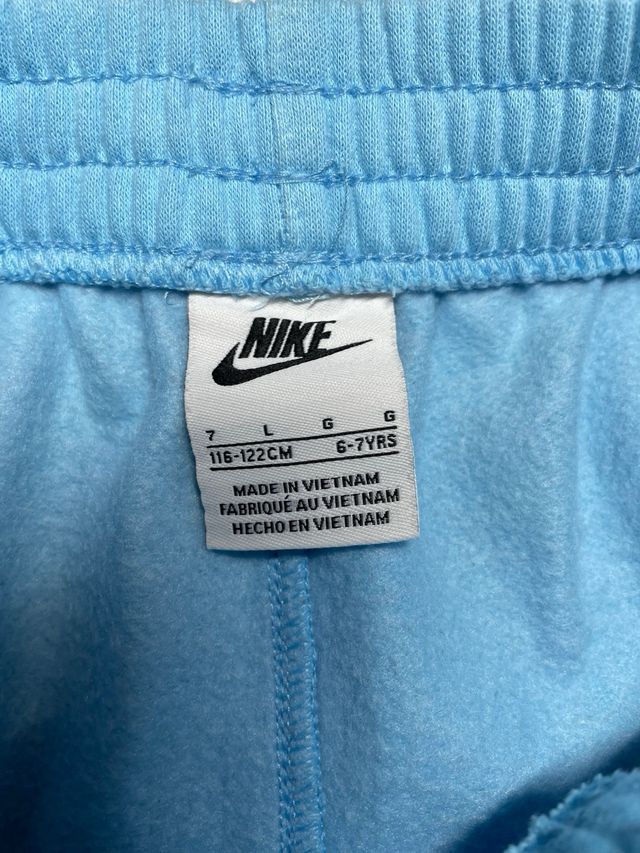 NIKE
7 L G G
116-122CM 6-7YRS
MADE IN VIETNAM
FABRIQUÉ AU VIETNAM
HECHO EN VIETNAM